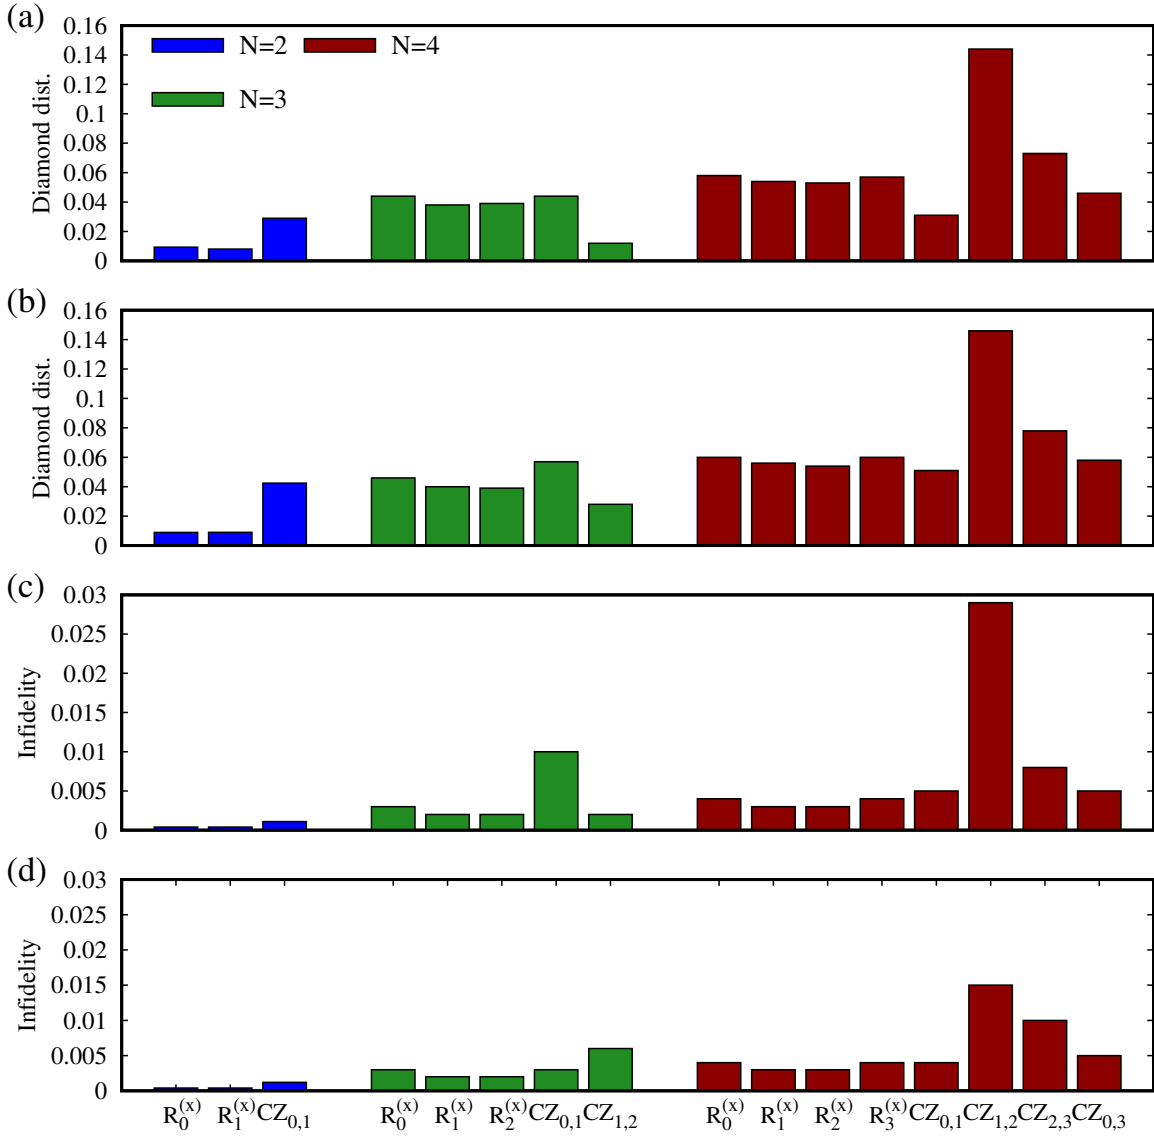 (a)
Diamond dist.
0.16
0.14
0.12
0.1
0.08
0.06
0.04
0.02
0
N=2
N=4
N=3
(b)
Diamond dist.
0.16
0.14
0.12
0.1
0.08
0.06
0.04
0.02
0
(c)
Infidelity
0.03
0.025
0.02
0.015
0.01
0.005
0
(d)
Infidelity
0.03
0.025
0.02
0.015
0.01
0.005
0
R₀⁽ˣ⁾ R₁⁽ˣ⁾ CZ₀,₁ R₀⁽ˣ⁾ R₁⁽ˣ⁾ R₂⁽ˣ⁾ CZ₀,₁ CZ₁,₂ R₀⁽ˣ⁾ R₁⁽ˣ⁾ R₂⁽ˣ⁾ R₃⁽ˣ⁾ CZ₀,₁ CZ₁,₂ CZ₂,₃ CZ₀,₃